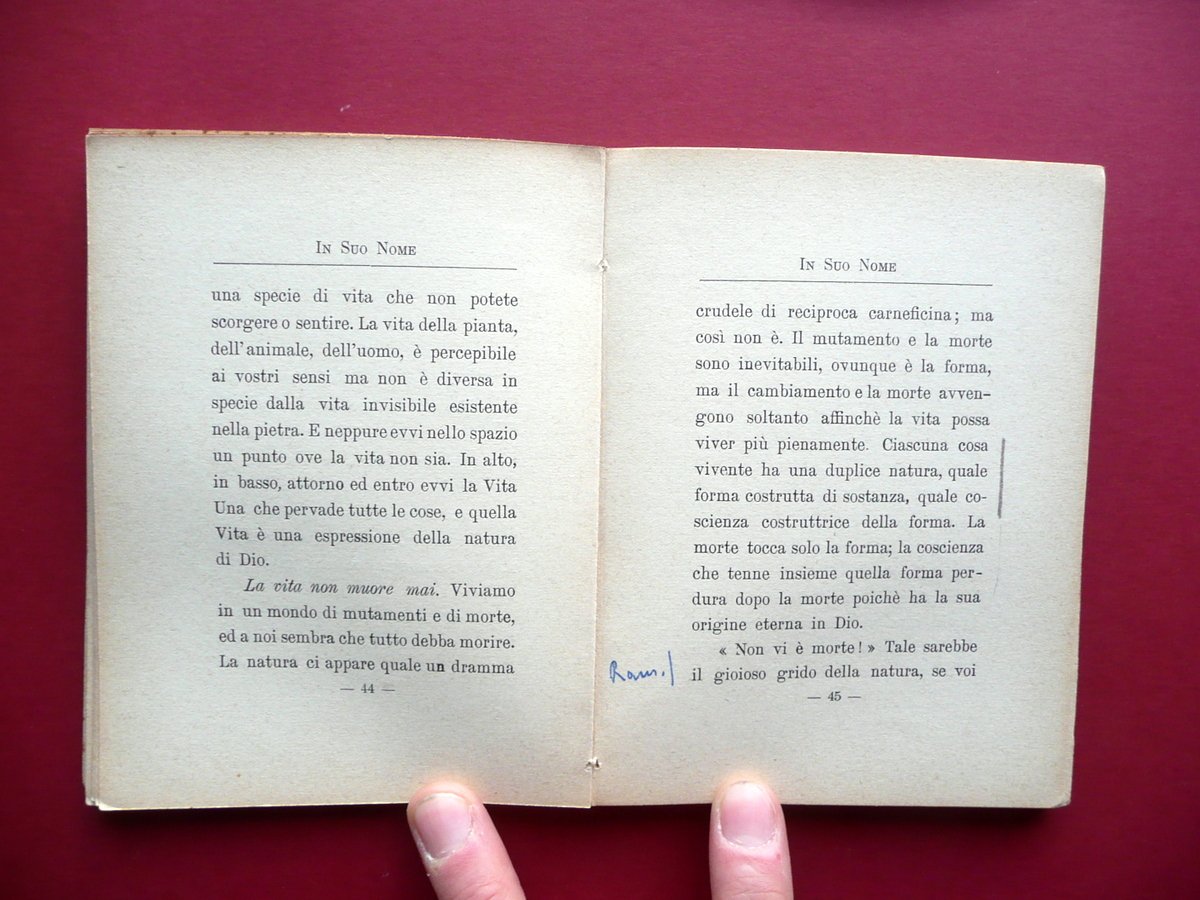 In Suo Nome
una specie di vita che non potete
scorgere o sentire. La vita della pianta,
dell'animale, dell'uomo, è percepibile
ai vostri sensi ma non è diversa in
specie dalla vita invisibile esistente
nella pietra. E neppure evvi nello spazio
un punto ove la vita non sia. In alto,
in basso, attorno ed entro evvi la Vita
Una che pervade tutte le cose, e quella
Vita è una espressione della natura
di Dio.
La vita non muore mai. Viviamo
in un mondo di mutamenti e di morte,
ed a noi sembra che tutto debba morire.
La natura ci appare quale un dramma
— 44 —
In Suo Nome
crudele di reciproca carneficina; ma
così non è. Il mutamento e la morte
sono inevitabili, ovunque è la forma,
ma il cambiamento e la morte avven-
gono soltanto affinchè la vita possa
viver più pienamente. Ciascuna cosa
vivente ha una duplice natura, quale
forma costrutta di sostanza, quale co-
scienza costruttrice della forma. La
morte tocca solo la forma; la coscienza
che tenne insieme quella forma per-
dura dopo la morte poichè ha la sua
origine eterna in Dio.
« Non vi è morte! » Tale sarebbe
il gioioso grido della natura, se voi
— 45 —